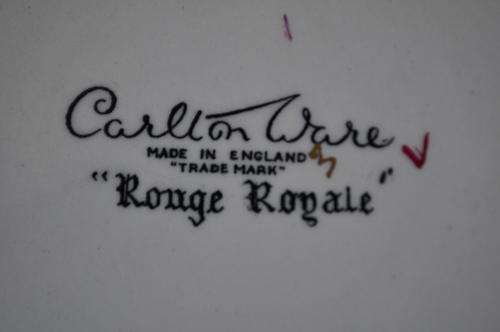 Carlton Ware
MADE IN ENGLAND
"TRADE MARK"
"Rouge Royale"